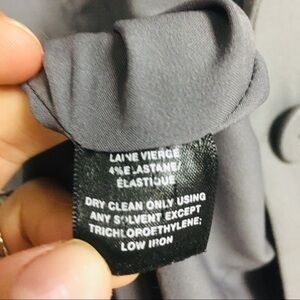 LAINE VIERGE
4% ELASTANE/
ÉLASTIQUE
DRY CLEAN ONLY USING
ANY SOLVENT EXCEPT
TRICHLOROETHYLENE;
LOW IRON